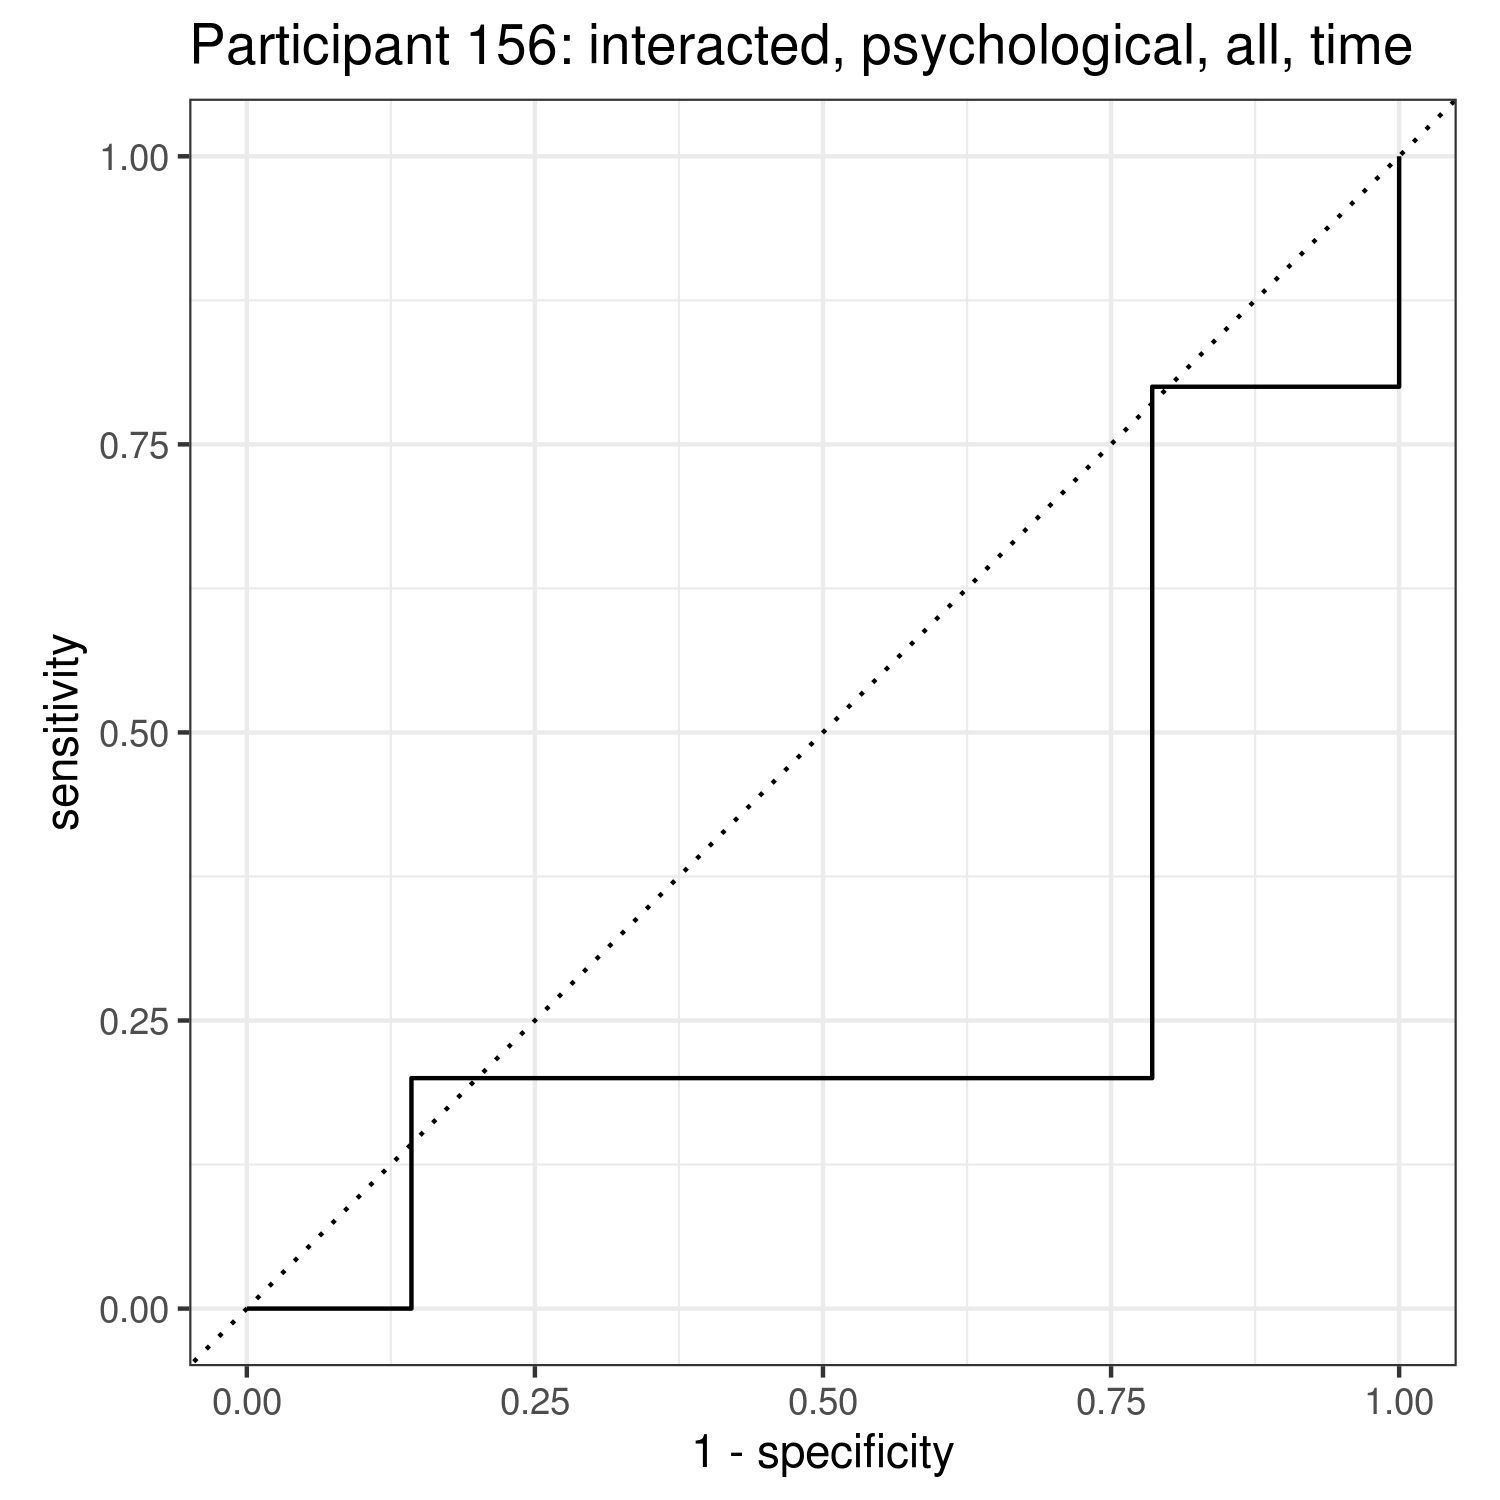 Participant 156: interacted, psychological, all, time
1.00
0.75
0.50
0.25
0.00
sensitivity
0.00 0.25 0.50 0.75 1.00
1 - specificity